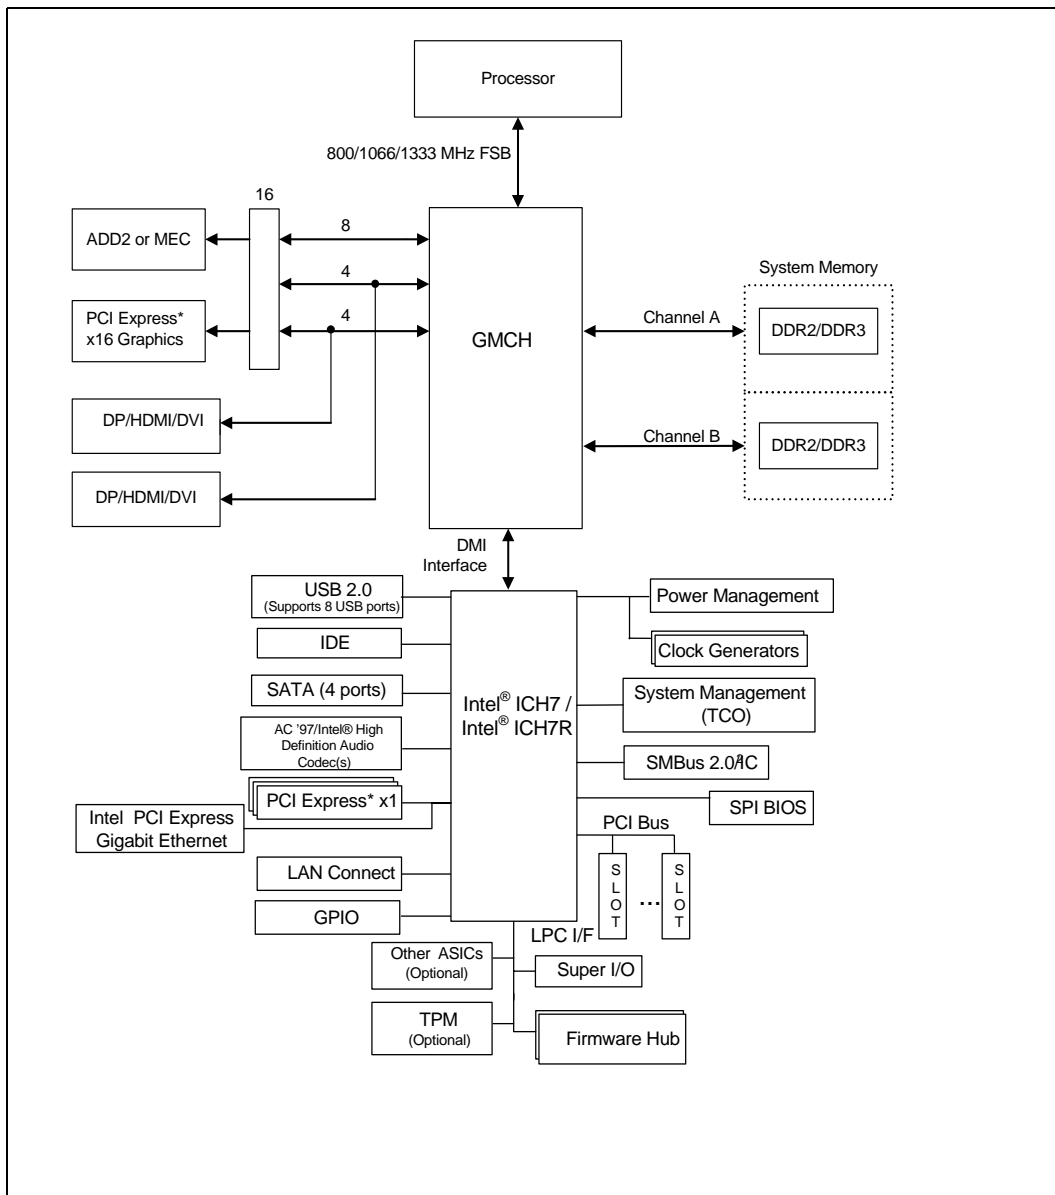 Processor
800/1066/1333 MHz FSB
16
ADD2 or MEC
8
4
4
PCI Express*
x16 Graphics
GMCH
System Memory
Channel A
DDR2/DDR3
DP/HDMI/DVI
Channel B
DDR2/DDR3
DP/HDMI/DVI
DMI
Interface
USB 2.0
(Supports 8 USB ports)
IDE
SATA (4 ports)
AC '97/Intel® High
Definition Audio
Codec(s)
PCI Express* x1
Intel PCI Express
Gigabit Ethernet
LAN Connect
GPIO
Intel® ICH7 /
Intel® ICH7R
Power Management
Clock Generators
System Management
(TCO)
SMBus 2.0/I²C
SPI BIOS
PCI Bus
SLOT
...
SLOT
LPC I/F
Other ASICs
(Optional)
Super I/O
TPM
(Optional)
Firmware Hub